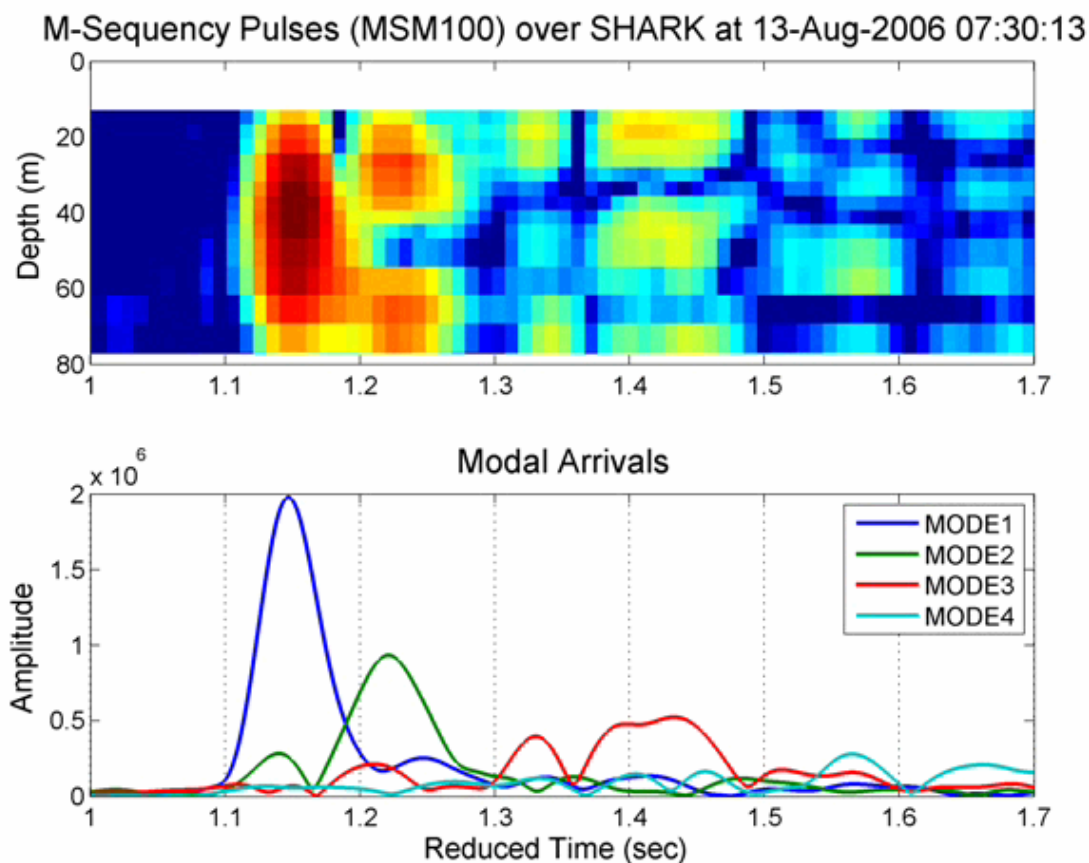 M-Sequency Pulses (MSM100) over SHARK at 13-Aug-2006 07:30:13
0
20
40
60
80
Depth (m)
1 1.1 1.2 1.3 1.4 1.5 1.6 1.7
Modal Arrivals
x 10^6
2
1.5
1
0.5
0
Amplitude
MODE1
MODE2
MODE3
MODE4
1 1.1 1.2 1.3 1.4 1.5 1.6 1.7
Reduced Time (sec)